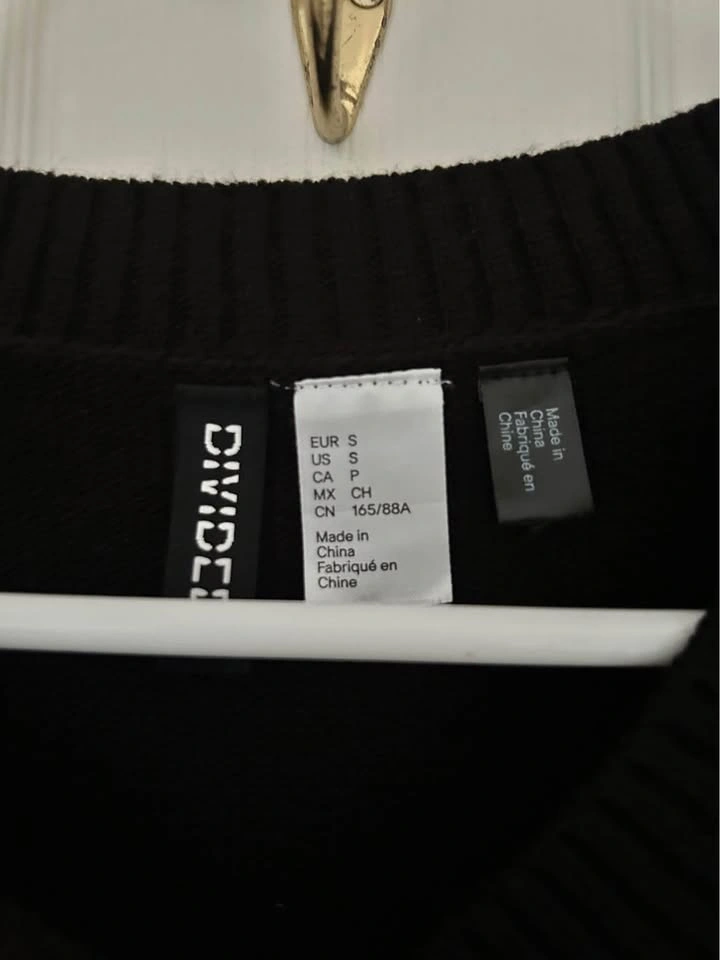 DIVIDED
EUR S
US S
CA P
MX CH
CN 165/88A
Made in
China
Fabriqué en
Chine
Made in
China
Fabriqué en
Chine